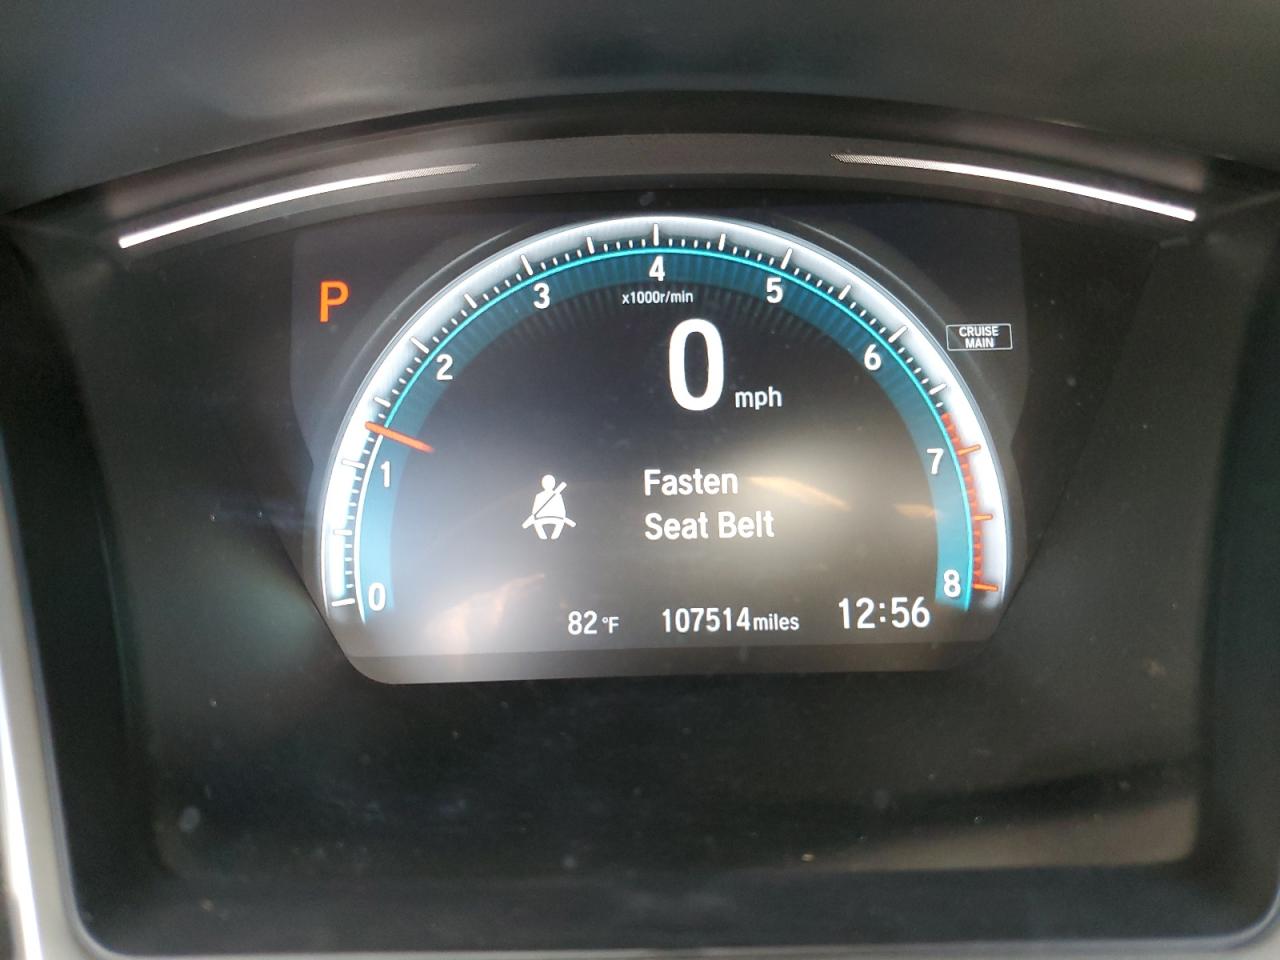 4
3
5
x1000r/min
P
0 mph
CRUISE
MAIN
2
6
1
7
Fasten
Seat Belt
0
8
82 °F 107514 miles 12:56